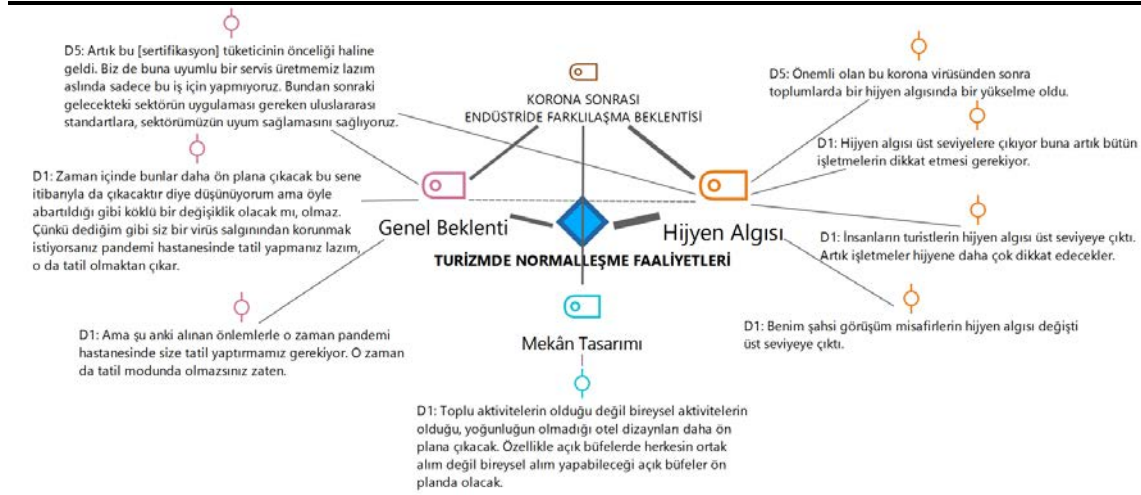 D5: Artık bu [sertifikasyon] tüketicinin önceliği haline
geldi. Biz de buna uyumlu bir servis üretmemiz lazım
aslında sadece bu iş için yapmıyoruz. Bundan sonraki
gelecekteki sektörün uygulaması gereken uluslararası
standartlara, sektörümüzün uyum sağlamasını sağlıyoruz.
KORONA SONRASI
ENDÜSTRİDE FARKLILAŞMA BEKLENTİSİ
D5: Önemli olan bu korona virüsünden sonra
toplumlarda bir hijyen algısında bir yükselme oldu.
D1: Hijyen algısı üst seviyelere çıkıyor buna artık bütün
işletmelerin dikkat etmesi gerekiyor.
D1: Zaman içinde bunlar daha ön plana çıkacak bu sene
itibarıyla da çıkacaktır diye düşünüyorum ama öyle
abartıldığı gibi köklü bir değişiklik olacak mı, olmaz.
Çünkü dediğim gibi siz bir virüs salgınından korunmak
istiyorsanız pandemi hastanesinde tatil yapmanız lazım,
o da tatil olmaktan çıkar.
Genel Beklenti
Hijyen Algısı
TURİZMDE NORMALLEŞME FAALİYETLERİ
D1: İnsanların turistlerin hijyen algısı üst seviyeye çıktı.
Artık işletmeler hijyene daha çok dikkat edecekler.
D1: Ama şu anki alınan önlemlerle o zaman pandemi
hastanesinde size tatil yaptırmamız gerekiyor. O zaman
da tatil modunda olmazsınız zaten.
Mekân Tasarımı
D1: Benim şahsi görüşüm misafirlerin hijyen algısı değişti
üst seviyeye çıktı.
D1: Toplu aktivitelerin olduğu değil bireysel aktivitelerin
olduğu, yoğunluğun olmadığı otel dizaynları daha ön
plana çıkacak. Özellikle açık büfelerde herkesin ortak
alım değil bireysel alım yapabileceği açık büfeler ön
planda olacak.